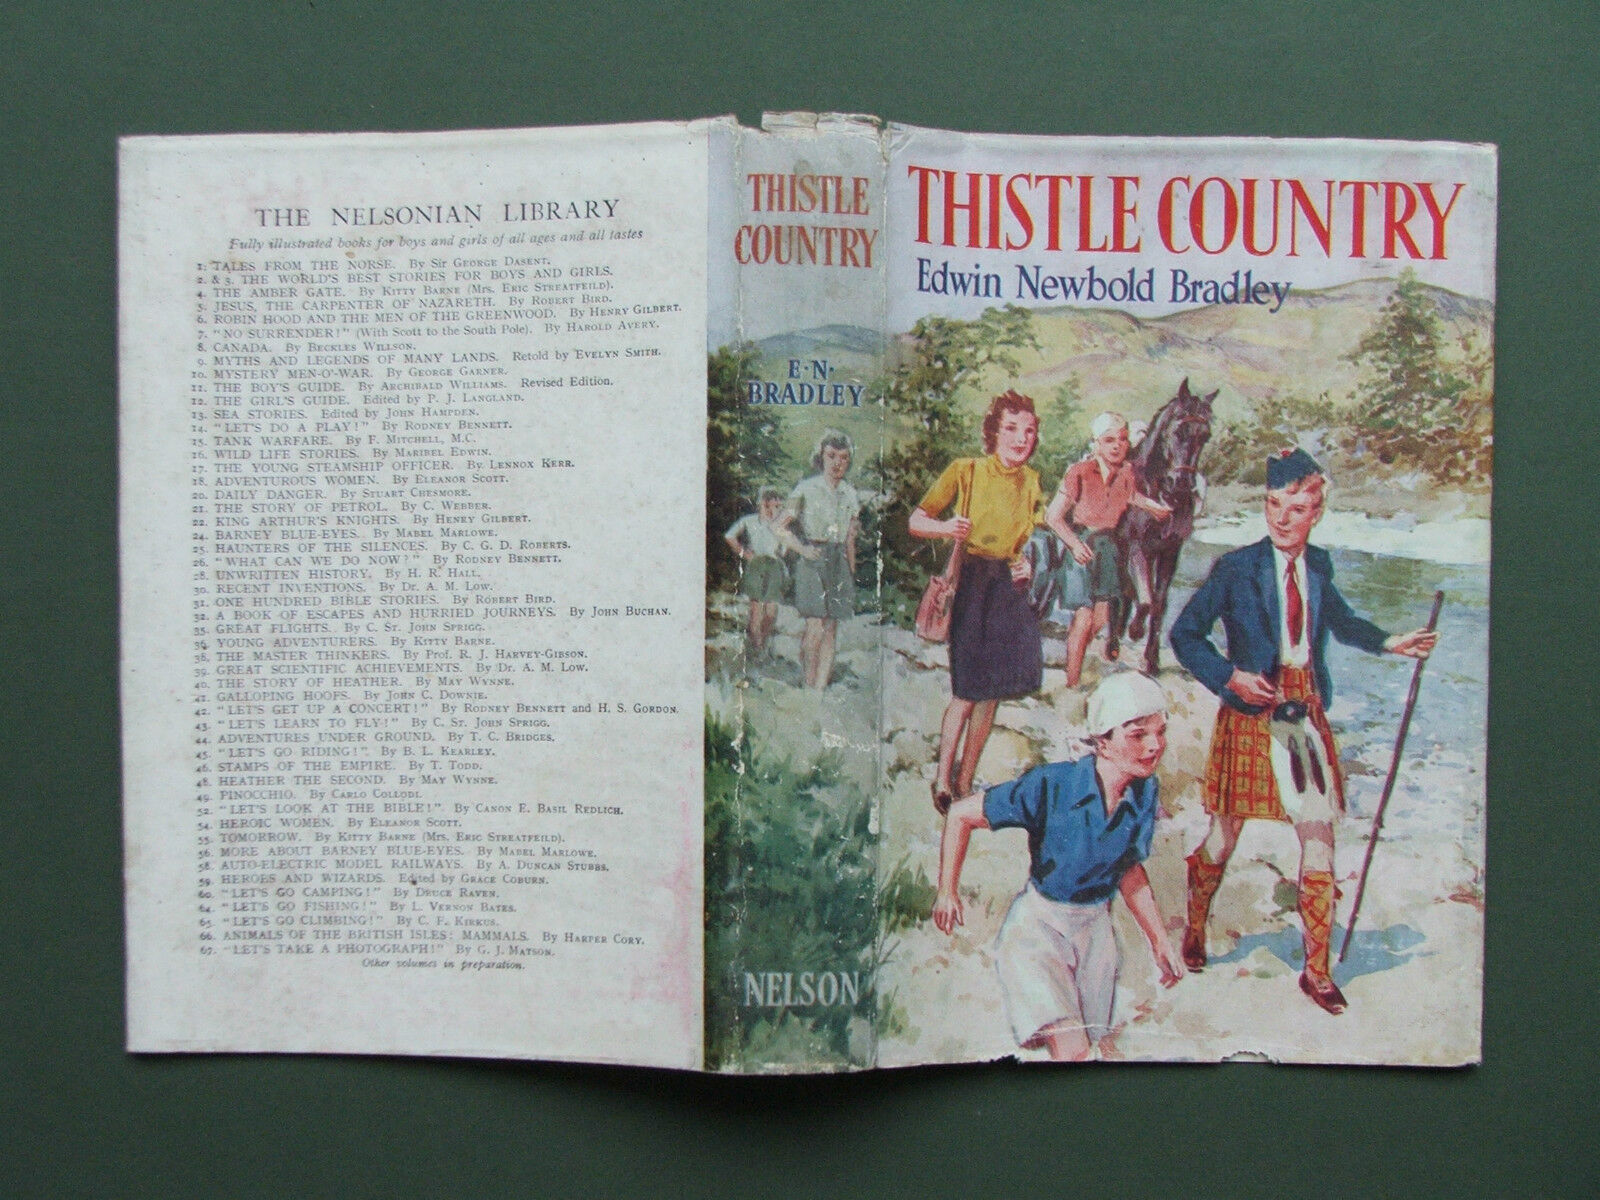 THE NELSONIAN LIBRARY
Fully illustrated books for boys and girls of all ages and all tastes
1. TALES FROM THE NORSE. By Sir George Dasent.
2. & 3. THE WORLD'S BEST STORIES FOR BOYS AND GIRLS.
4. THE AMBER GATE. By Kitty Barne (Mrs. Eric Streatfeild).
5. JESUS, THE CARPENTER OF NAZARETH. By Robert Bird.
6. ROBIN HOOD AND THE MEN OF THE GREENWOOD. By Henry Gilbert.
7. "NO SURRENDER!" (With Scott to the South Pole). By Harold Avery.
8. CANADA. By Beckles Willson.
9. MYTHS AND LEGENDS OF MANY LANDS. Retold by Evelyn Smith.
10. MYSTERY MEN-O'-WAR. By George Garner.
11. THE BOY'S GUIDE. By Archibald Williams. Revised Edition.
12. THE GIRL'S GUIDE. Edited by P. J. Langland.
13. SEA STORIES. Edited by John Hampden.
14. "LET'S DO A PLAY!" By Rodney Bennett.
15. TANK WARFARE. By F. Mitchell, M.C.
16. WILD LIFE STORIES. By Maribel Edwin.
17. THE YOUNG STEAMSHIP OFFICER. By Lennox Kerr.
18. ADVENTUROUS WOMEN. By Eleanor Scott.
20. DAILY DANGER. By Stuart Chesmore.
21. THE STORY OF PETROL. By C. Webber.
22. KING ARTHUR'S KNIGHTS. By Henry Gilbert.
24. BARNEY BLUE-EYES. By Mabel Marlowe.
25. HAUNTERS OF THE SILENCES. By C. G. D. Roberts.
26. "WHAT CAN WE DO NOW?" By Rodney Bennett.
28. UNWRITTEN HISTORY. By H. R. Hall.
30. RECENT INVENTIONS. By Dr. A. M. Low.
31. ONE HUNDRED BIBLE STORIES. By Robert Bird.
32. A BOOK OF ESCAPES AND HURRIED JOURNEYS. By John Buchan.
35. GREAT FLIGHTS. By C. St. John Sprigg.
36. YOUNG ADVENTURERS. By Kitty Barne.
38. THE MASTER THINKERS. By Prof. R. J. Harvey-Gibson.
39. GREAT SCIENTIFIC ACHIEVEMENTS. By Dr. A. M. Low.
40. THE STORY OF HEATHER. By May Wynne.
41. GALLOPING HOOFS. By John C. Downie.
42. "LET'S GET UP A CONCERT!" By Rodney Bennett and H. S. Gordon.
43. "LET'S LEARN TO FLY!" By C. St. John Sprigg.
44. ADVENTURES UNDER GROUND. By T. C. Bridges.
45. "LET'S GO RIDING!" By B. L. Kearley.
46. STAMPS OF THE EMPIRE. By T. Todd.
48. HEATHER THE SECOND. By May Wynne.
49. PINOCCHIO. By Carlo Collodi.
52. "LET'S LOOK AT THE BIBLE!" By Canon E. Basil Redlich.
54. HEROIC WOMEN. By Eleanor Scott.
55. TOMORROW. By Kitty Barne (Mrs. Eric Streatfeild).
56. MORE ABOUT BARNEY BLUE-EYES. By Mabel Marlowe.
58. AUTO-ELECTRIC MODEL RAILWAYS. By A. Duncan Stubbs.
59. HEROES AND WIZARDS. Edited by Grace Coburn.
60. "LET'S GO CAMPING!" By Druce Raven.
64. "LET'S GO FISHING!" By L. Vernon Bates.
65. "LET'S GO CLIMBING!" By C. F. Kirkus.
66. ANIMALS OF THE BRITISH ISLES: MAMMALS. By Harper Cory.
67. "LET'S TAKE A PHOTOGRAPH!" By G. J. Matson.
Other volumes in preparation.
THISTLE
COUNTRY
E·N·
BRADLEY
NELSON
THISTLE COUNTRY
Edwin Newbold Bradley